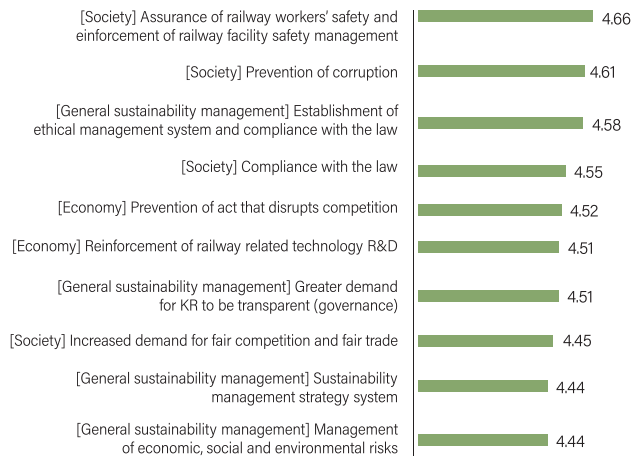 [Society] Assurance of railway workers’ safety and
einforcement of railway facility safety management
4.66
[Society] Prevention of corruption
4.61
[General sustainability management] Establishment of
ethical management system and compliance with the law
4.58
[Society] Compliance with the law
4.55
[Economy] Prevention of act that disrupts competition
4.52
[Economy] Reinforcement of railway related technology R&D
4.51
[General sustainability management] Greater demand
for KR to be transparent (governance)
4.51
[Society] Increased demand for fair competition and fair trade
4.45
[General sustainability management] Sustainability
management strategy system
4.44
[General sustainability management] Management
of economic, social and environmental risks
4.44